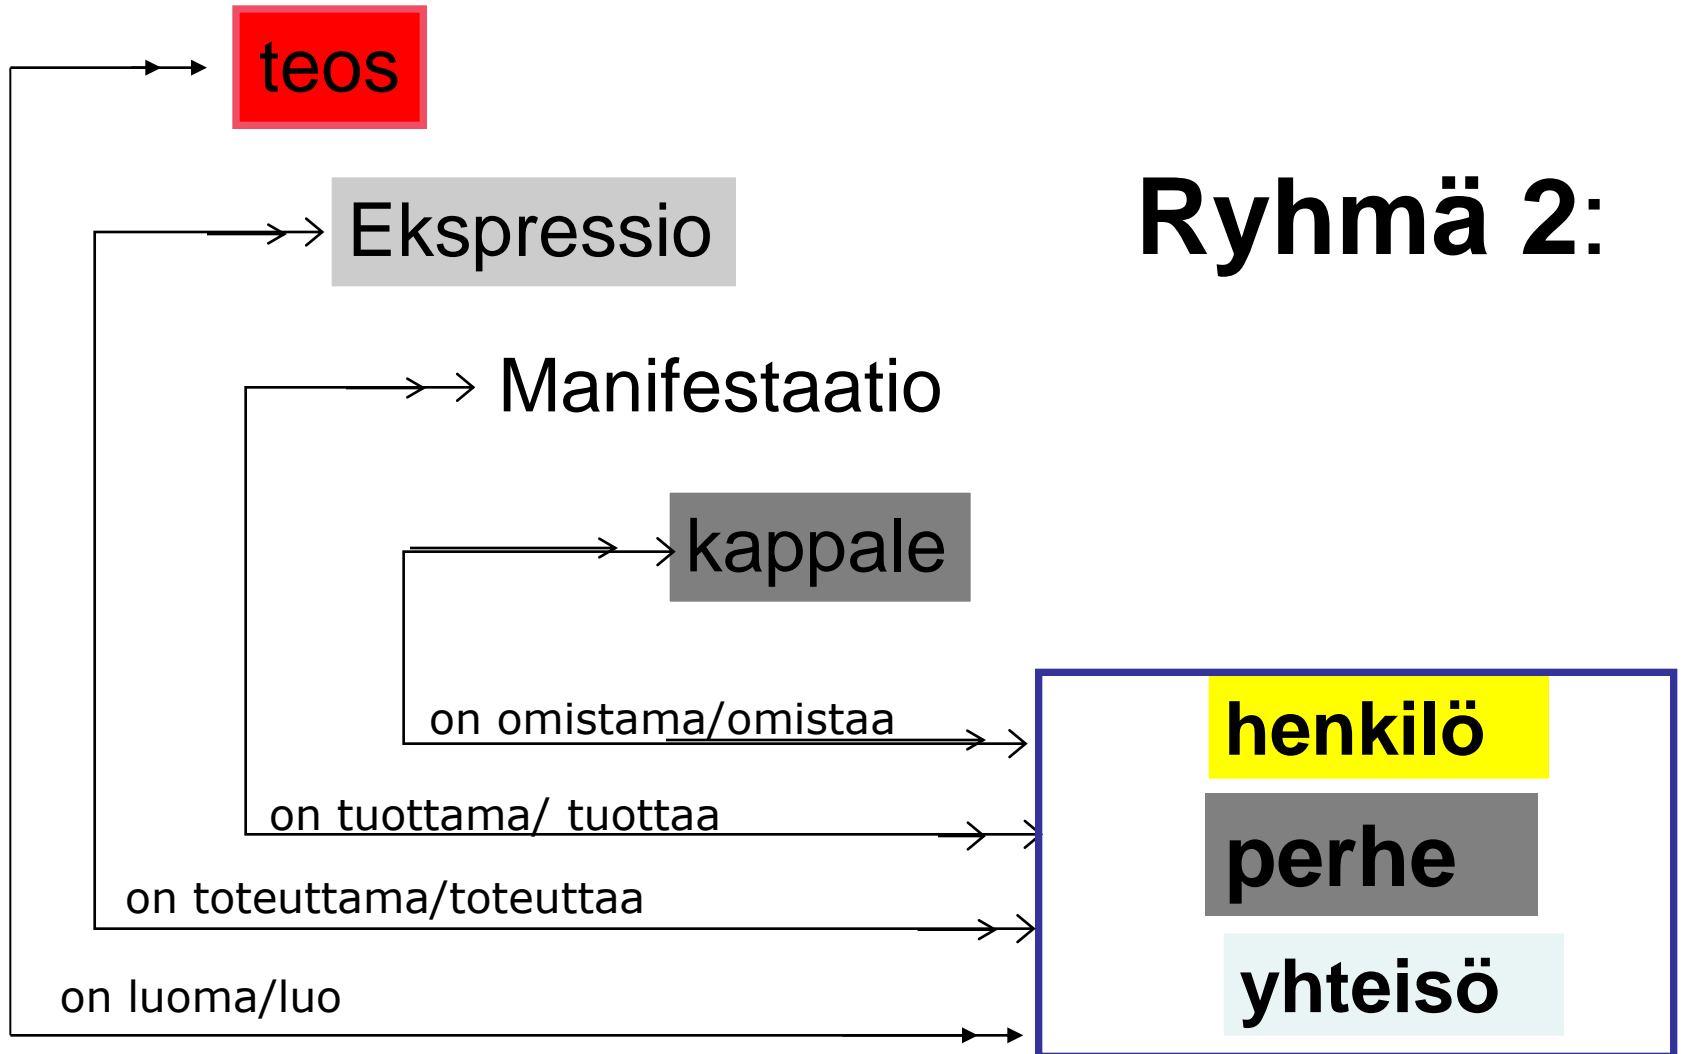 teos
Ekspressio
Ryhmä 2:
Manifestaatio
kappale
on omistama/omistaa
henkilö
on tuottama/ tuottaa
perhe
on toteuttama/toteuttaa
yhteisö
on luoma/luo